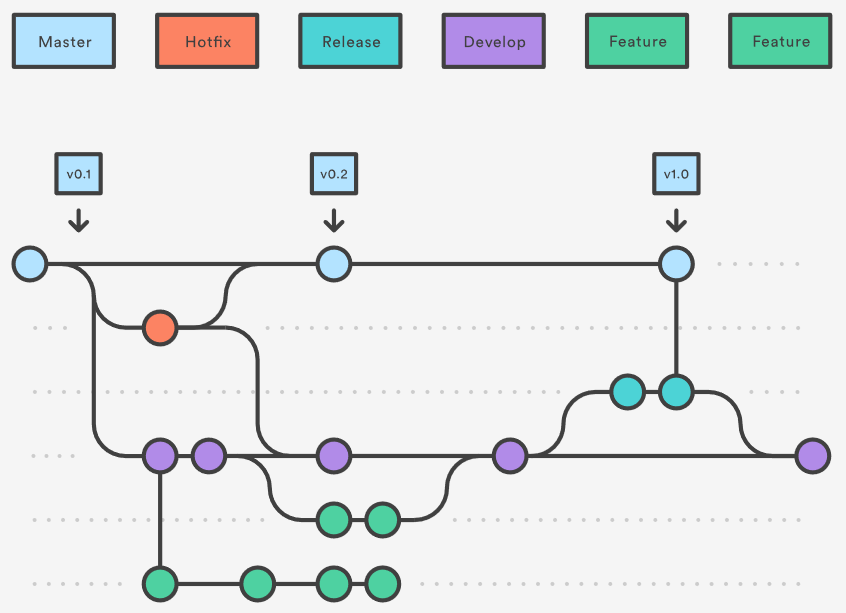 Master
Hotfix
Release
Develop
Feature
Feature
v0.1
v0.2
v1.0